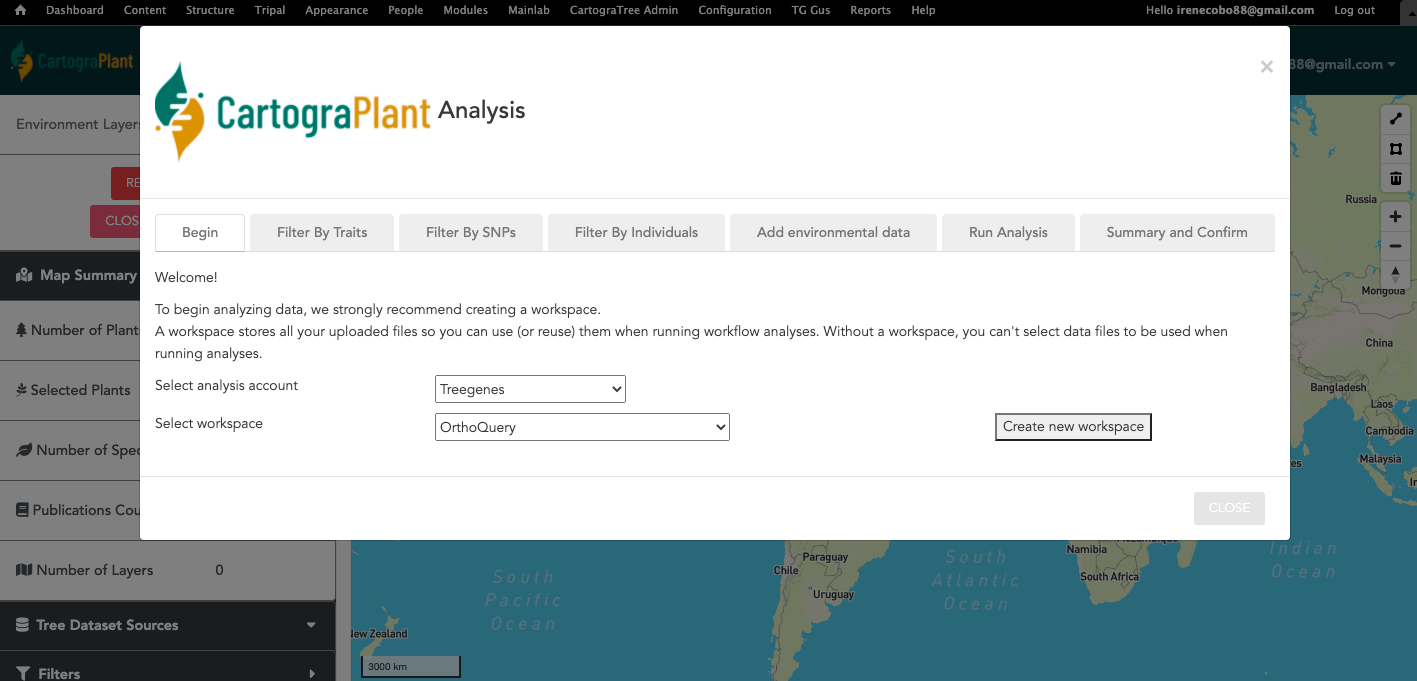 Dashboard Content Structure Tripal Appearance People Modules Mainlab CartograTree Admin Configuration TG Gus Reports Help Hello irenecobo88@gmail.com Log out
CartograPlant
88@gmail.com
CartograPlant Analysis
×
Environment Layers
RE
CLOS
Begin
Filter By Traits
Filter By SNPs
Filter By Individuals
Add environmental data
Run Analysis
Summary and Confirm
Welcome!
To begin analyzing data, we strongly recommend creating a workspace.
A workspace stores all your uploaded files so you can use (or reuse) them when running workflow analyses. Without a workspace, you can't select data files to be used when
running analyses.
Select analysis account
Treegenes
Select workspace
OrthoQuery
Create new workspace
CLOSE
Map Summary
Number of Plants
Selected Plants
Number of Spec
Publications Cou
Number of Layers 0
Tree Dataset Sources
Filters
Russia
Mongolia
China
Bangladesh
Laos
Cambodia
Malaysia
es
In
Paraguay
Chile
Uruguay
Mozambique
Namibia
South Africa
South
Pacific
Ocean
South
Atlantic
Ocean
Indian
Ocean
New Zealand
3000 km